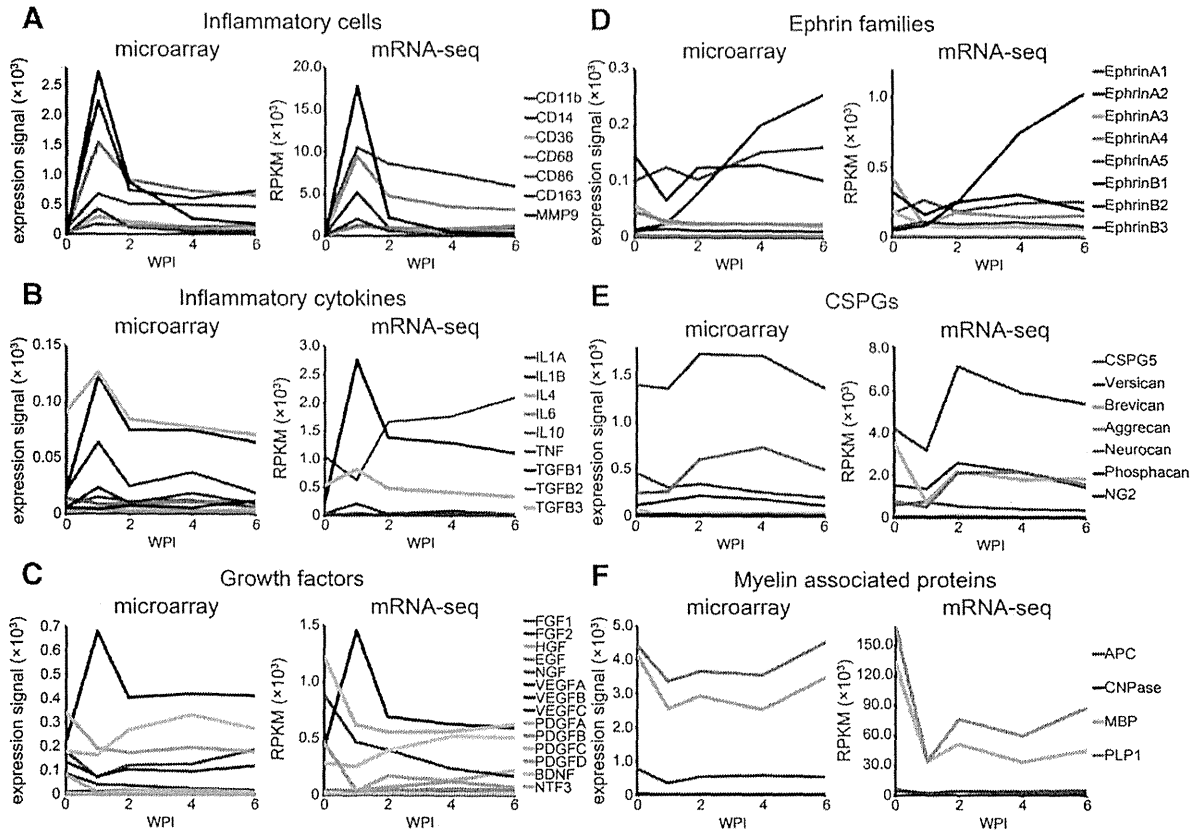 A
Inflammatory cells
microarray
mRNA-seq
expression signal (×10³)
2.5
2.0
1.5
1.0
0.5
0
0 2 4 6
WPI
RPKM (×10³)
20.0
15.0
10.0
5.0
0
0 2 4 6
WPI
CD11b
CD14
CD36
CD68
CD86
CD163
MMP9
B
Inflammatory cytokines
microarray
mRNA-seq
expression signal (×10³)
0.15
0.10
0.05
0
0 2 4 6
WPI
RPKM (×10³)
3.0
2.5
2.0
1.5
1.0
0.5
0
0 2 4 6
WPI
IL1A
IL1B
IL4
IL6
IL10
TNF
TGFB1
TGFB2
TGFB3
C
Growth factors
microarray
mRNA-seq
expression signal (×10³)
0.7
0.6
0.5
0.4
0.3
0.2
0.1
0
0 2 4 6
WPI
RPKM (×10³)
1.5
1.0
0.5
0
0 2 4 6
WPI
FGF1
FGF2
HGF
EGF
NGF
VEGFA
VEGFB
VEGFC
PDGFA
PDGFB
PDGFC
PDGFD
BDNF
NTF3
D
Ephrin families
microarray
mRNA-seq
expression signal (×10³)
0.3
0.2
0.1
0
0 2 4 6
WPI
RPKM (×10³)
1.0
0.5
0
0 2 4 6
WPI
EphrinA1
EphrinA2
EphrinA3
EphrinA4
EphrinA5
EphrinB1
EphrinB2
EphrinB3
E
CSPGs
microarray
mRNA-seq
expression signal (×10³)
1.5
1.0
0.5
0
0 2 4 6
WPI
RPKM (×10³)
8.0
6.0
4.0
2.0
0
0 2 4 6
WPI
CSPG5
Versican
Brevican
Aggrecan
Neurocan
Phosphacan
NG2
F
Myelin associated proteins
microarray
mRNA-seq
expression signal (×10³)
5.0
4.0
3.0
2.0
1.0
0
0 2 4 6
WPI
RPKM (×10³)
150.0
120.0
90.0
60.0
30.0
0
0 2 4 6
WPI
APC
CNPase
MBP
PLP1